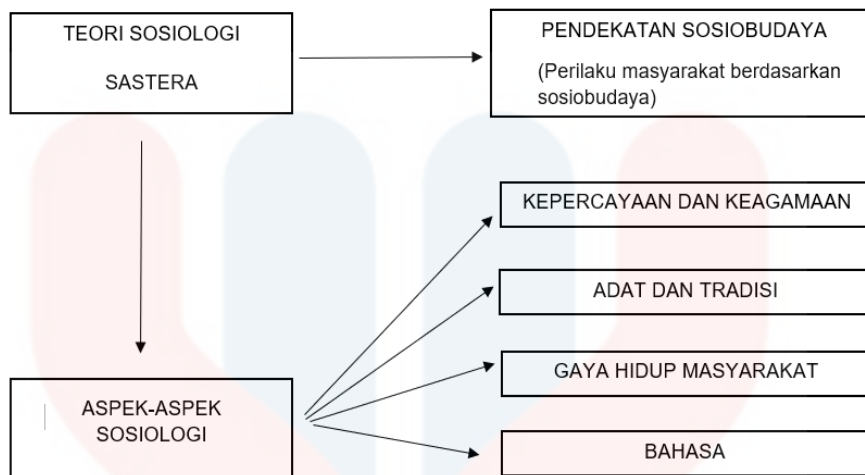 TEORI SOSIOLOGI
SASTERA
PENDEKATAN SOSIOBUDAYA
(Perilaku masyarakat berdasarkan
sosiobudaya)
KEPERCAYAAN DAN KEAGAMAAN
ADAT DAN TRADISI
GAYA HIDUP MASYARAKAT
ASPEK-ASPEK
SOSIOLOGI
BAHASA